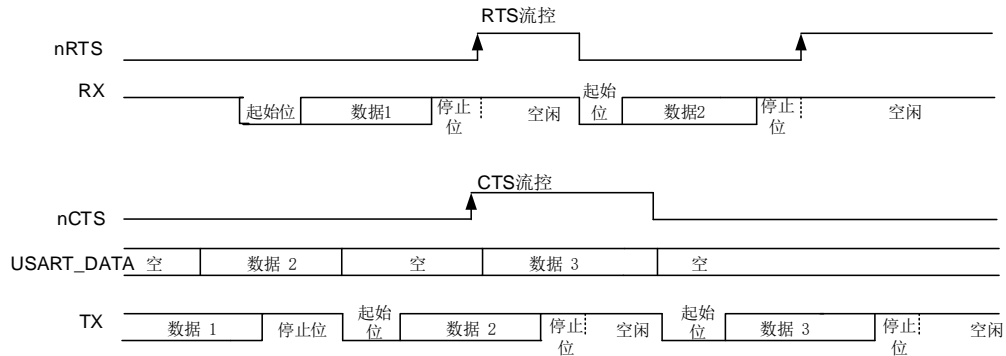 RTS流控
nRTS
RX
起始位
数据1
停止
位
空闲
起始
位
数据2
停止
位
空闲
CTS流控
nCTS
USART_DATA
空
数据 2
空
数据 3
空
TX
数据 1
停止位
起始
位
数据 2
停止
位
空闲
起始
位
数据 3
停止
位
空闲